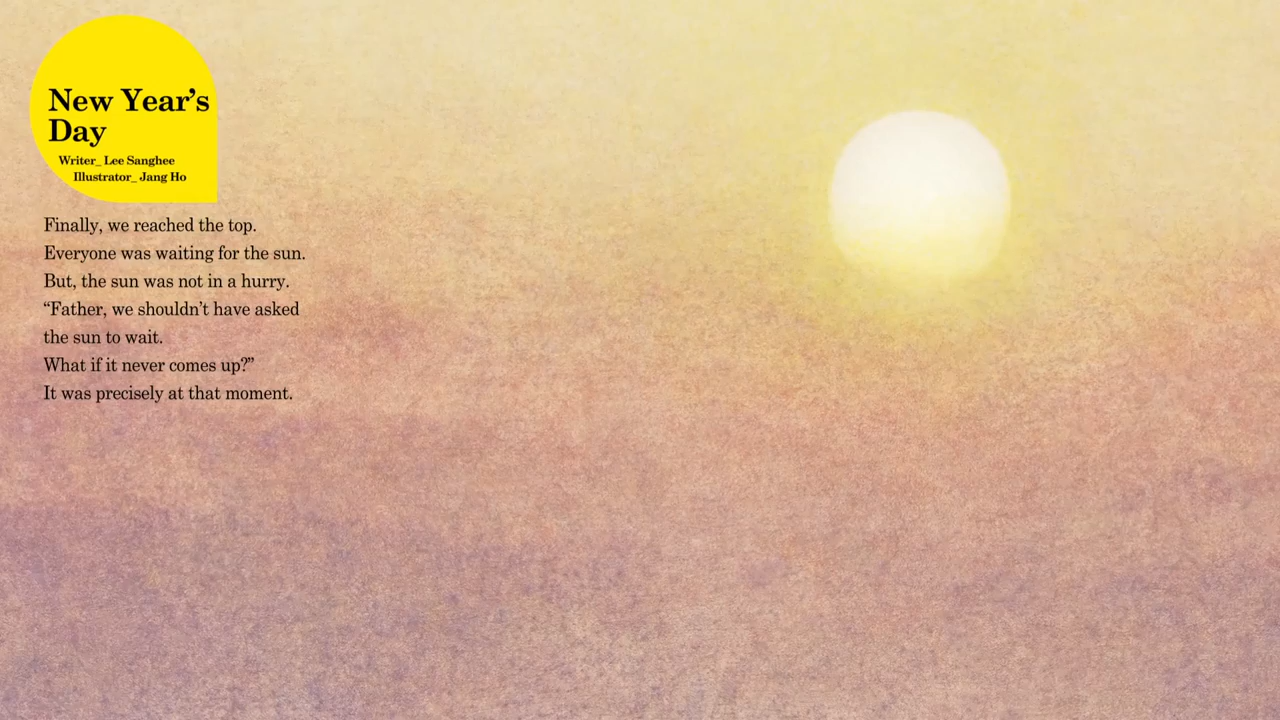 New Year’s
Day
Writer_ Lee Sanghee
Illustrator_ Jang Ho
Finally, we reached the top.
Everyone was waiting for the sun.
But, the sun was not in a hurry.
“Father, we shouldn’t have asked
the sun to wait.
What if it never comes up?”
It was precisely at that moment.